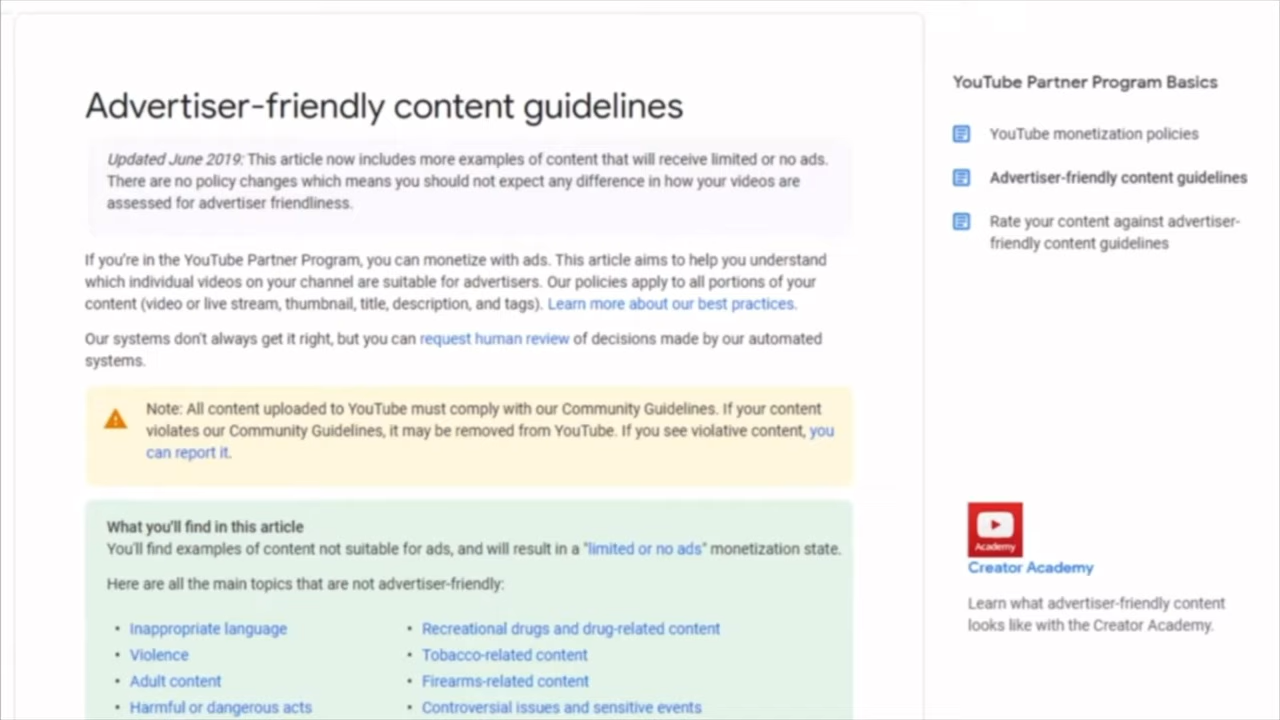 Advertiser-friendly content guidelines
Updated June 2019: This article now includes more examples of content that will receive limited or no ads.
There are no policy changes which means you should not expect any difference in how your videos are
assessed for advertiser friendliness.
If you're in the YouTube Partner Program, you can monetize with ads. This article aims to help you understand
which individual videos on your channel are suitable for advertisers. Our policies apply to all portions of your
content (video or live stream, thumbnail, title, description, and tags). Learn more about our best practices.
Our systems don't always get it right, but you can request human review of decisions made by our automated
systems.
Note: All content uploaded to YouTube must comply with our Community Guidelines. If your content
violates our Community Guidelines, it may be removed from YouTube. If you see violative content, you
can report it.
What you'll find in this article
You'll find examples of content not suitable for ads, and will result in a "limited or no ads" monetization state.
Here are all the main topics that are not advertiser-friendly:
• Inappropriate language
• Violence
• Adult content
• Harmful or dangerous acts
• Recreational drugs and drug-related content
• Tobacco-related content
• Firearms-related content
• Controversial issues and sensitive events
YouTube Partner Program Basics
YouTube monetization policies
Advertiser-friendly content guidelines
Rate your content against advertiser-
friendly content guidelines
Academy
Creator Academy
Learn what advertiser-friendly content
looks like with the Creator Academy.